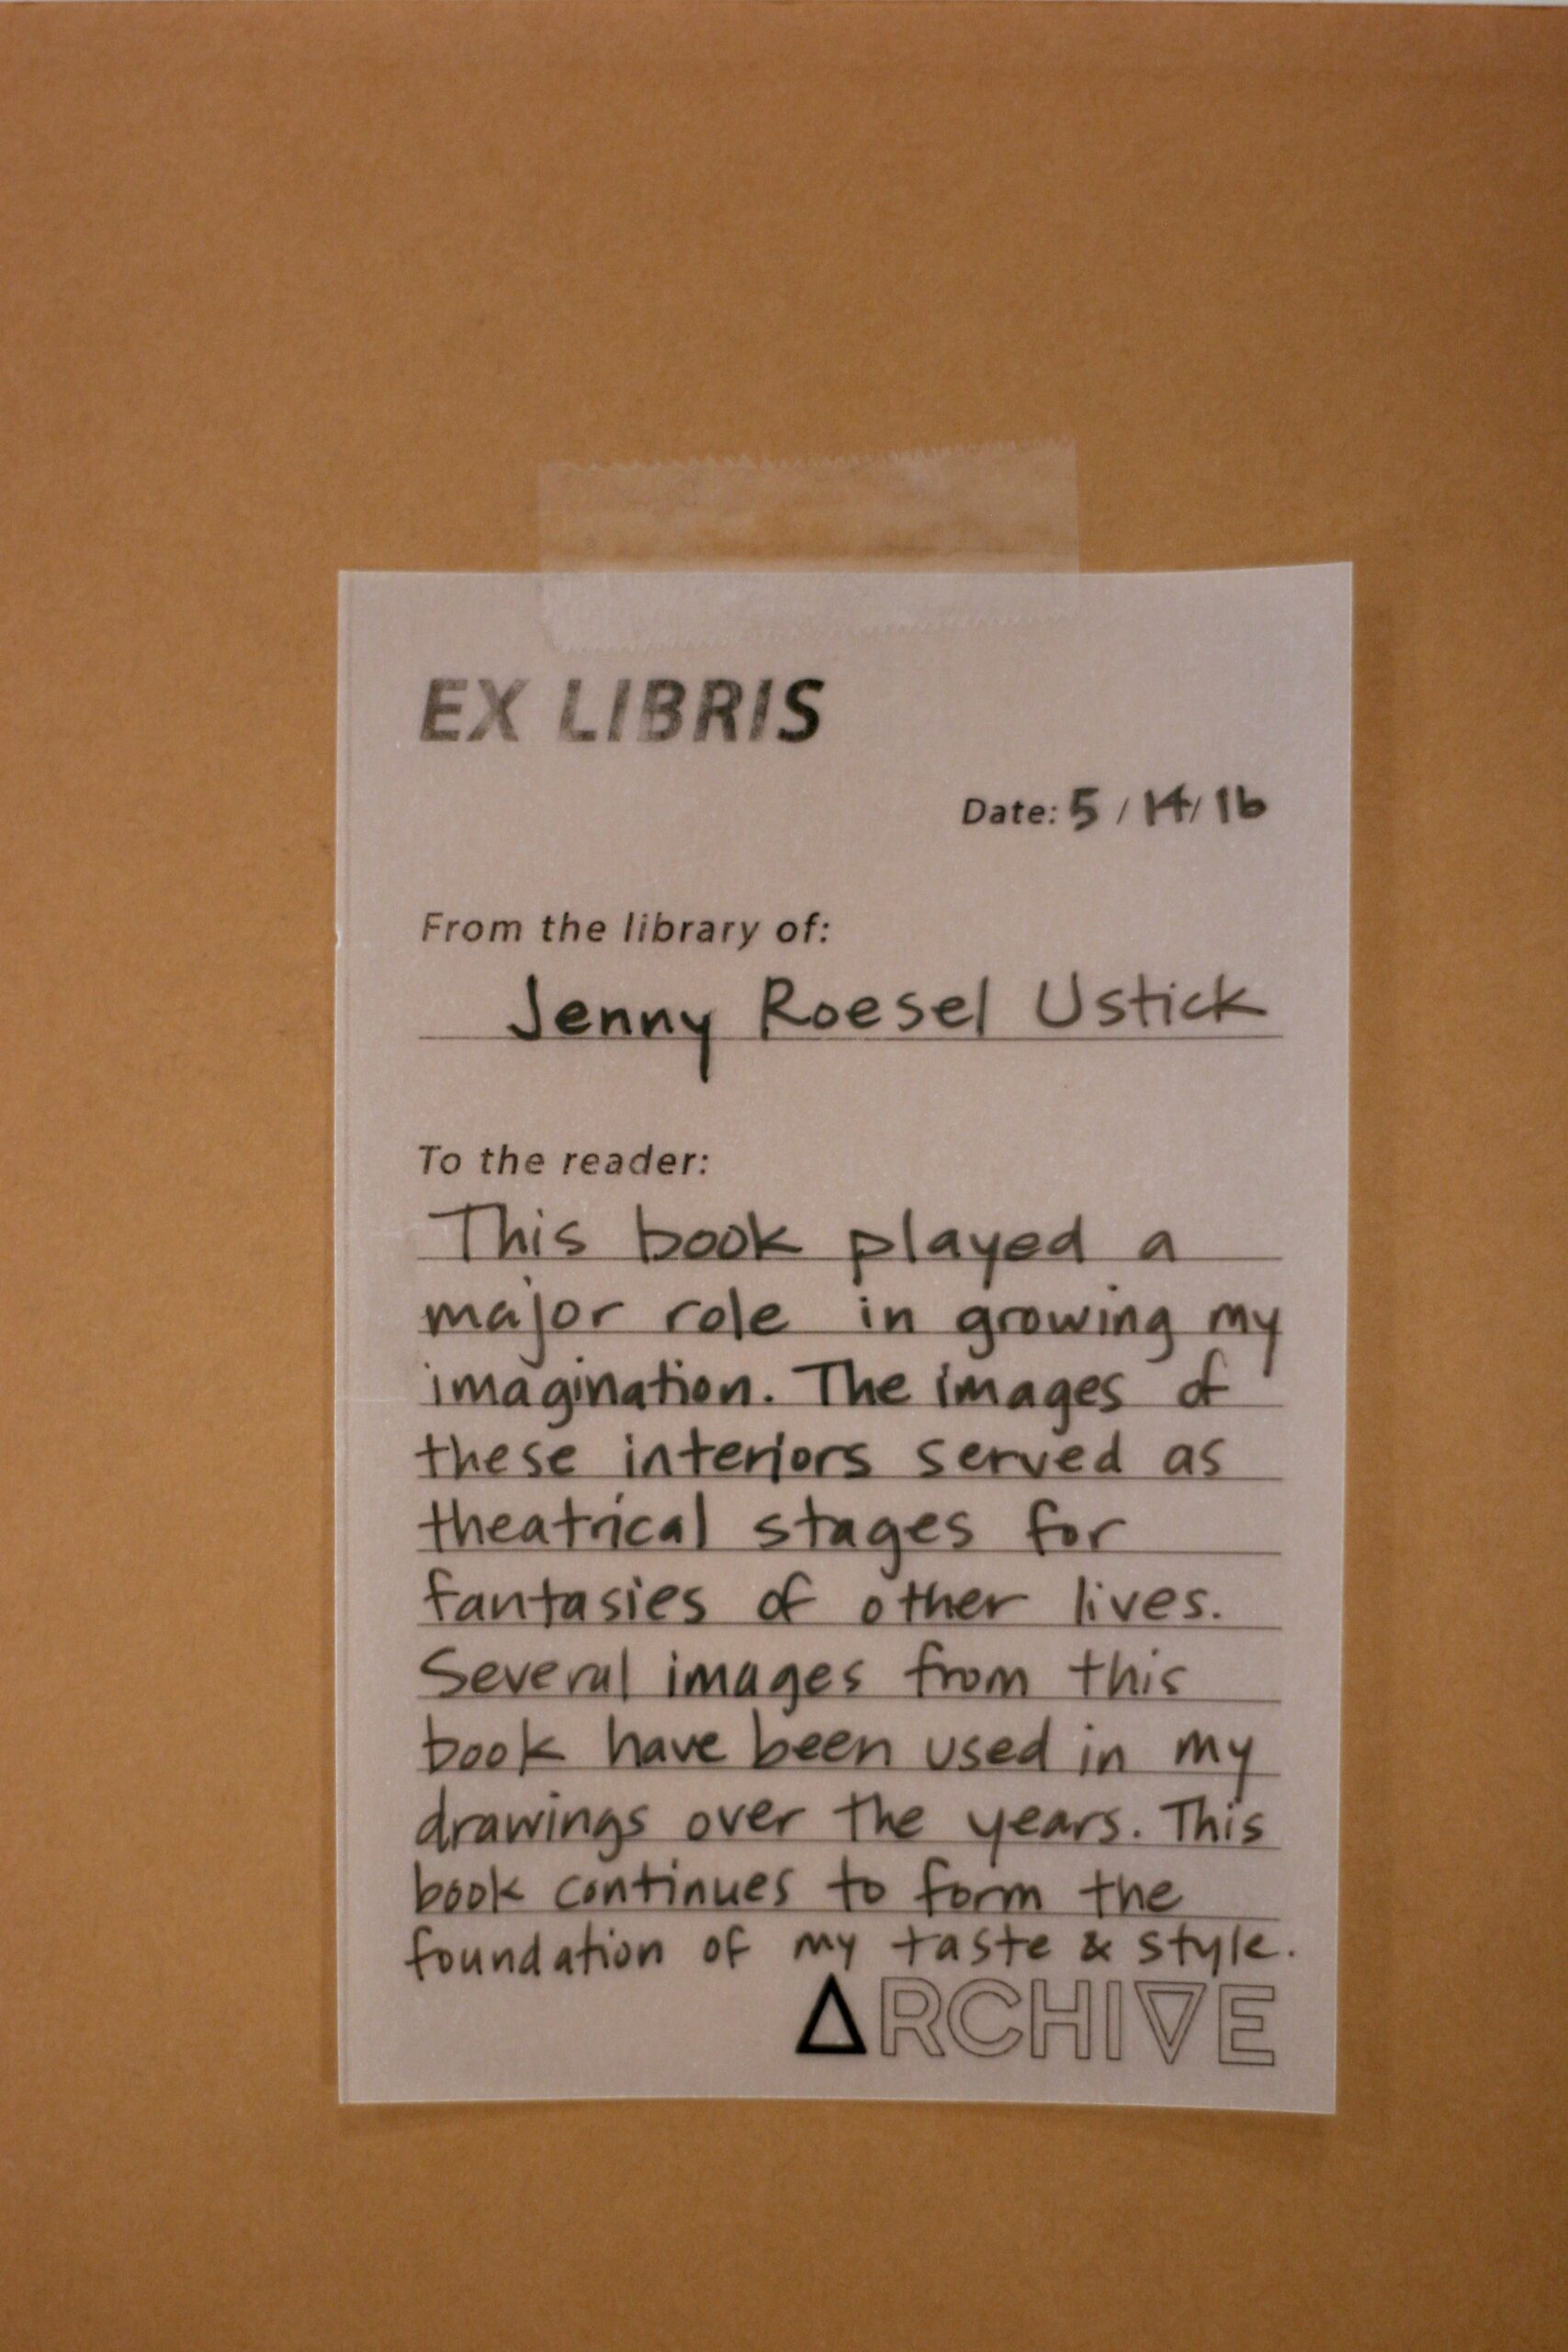 EX LIBRIS
Date: 5 / 14 / 16
From the library of:
Jenny Roesel Ustick
To the reader:
This book played a
major role in growing my
imagination. The images of
these interiors served as
theatrical stages for
fantasies of other lives.
Several images from this
book have been used in my
drawings over the years. This
book continues to form the
foundation of my taste & style.
ARCHIVE